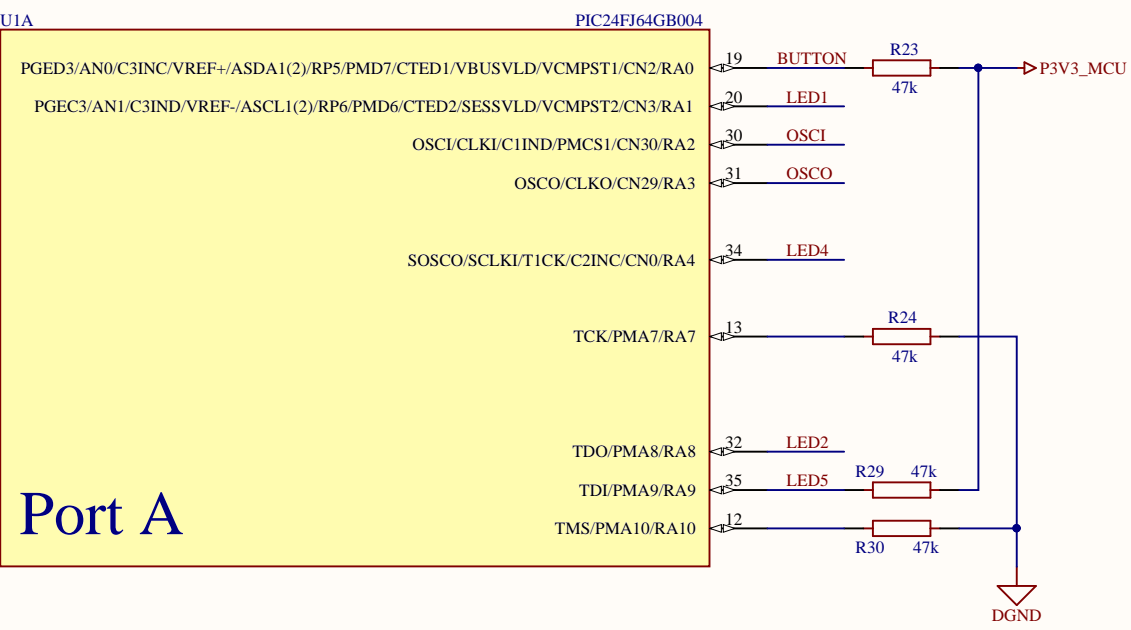 U1A PIC24FJ64GB004
PGED3/AN0/C3INC/VREF+/ASDA1(2)/RP5/PMD7/CTED1/VBUSVLD/VCMPST1/CN2/RA0 19 BUTTON R23 P3V3_MCU
47k
PGEC3/AN1/C3IND/VREF-/ASCL1(2)/RP6/PMD6/CTED2/SESSVLD/VCMPST2/CN3/RA1 20 LED1
OSCI/CLKI/C1IND/PMCS1/CN30/RA2 30 OSCI
OSCO/CLKO/CN29/RA3 31 OSCO
SOSCO/SCLKI/T1CK/C2INC/CN0/RA4 34 LED4
TCK/PMA7/RA7 13 R24
47k
TDO/PMA8/RA8 32 LED2
TDI/PMA9/RA9 35 LED5 R29 47k
Port A
TMS/PMA10/RA10 12 R30 47k
DGND